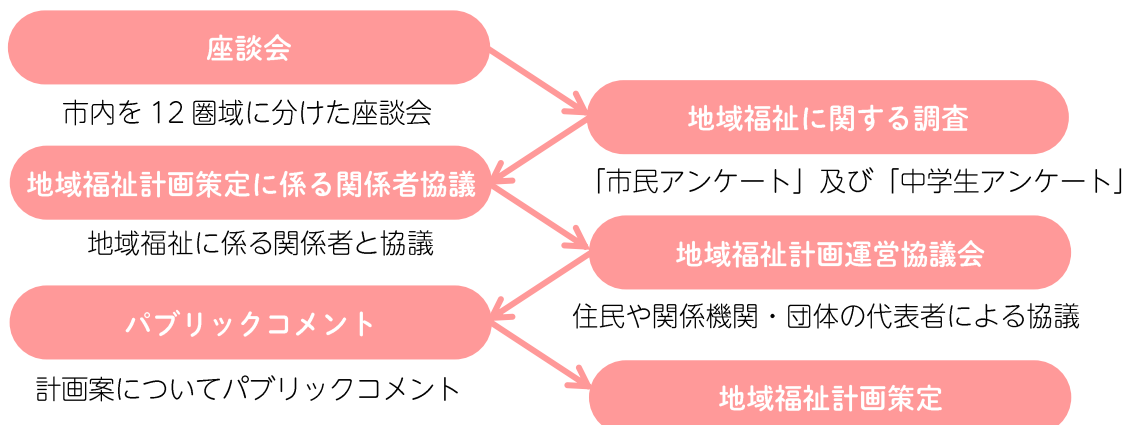 座談会
市内を12圏域に分けた座談会
地域福祉に関する調査
「市民アンケート」及び「中学生アンケート」
地域福祉計画策定に係る関係者協議
地域福祉に係る関係者と協議
地域福祉計画運営協議会
住民や関係機関・団体の代表者による協議
パブリックコメント
計画案についてパブリックコメント
地域福祉計画策定